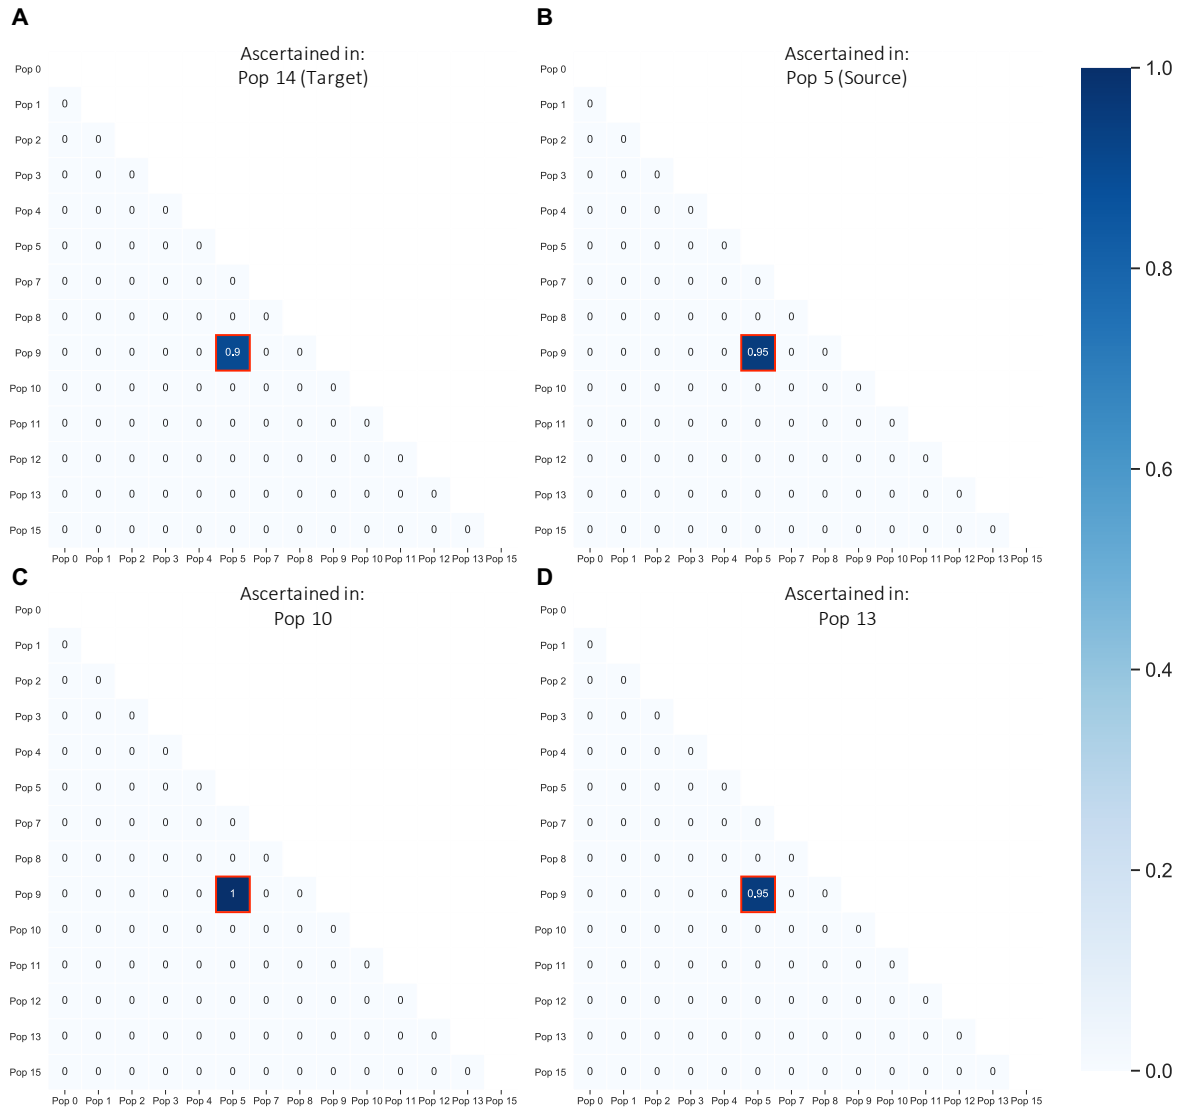 A
Ascertained in:
Pop 14 (Target)
Pop 0
Pop 1 0
Pop 2 0 0
Pop 3 0 0 0
Pop 4 0 0 0 0
Pop 5 0 0 0 0 0
Pop 7 0 0 0 0 0 0
Pop 8 0 0 0 0 0 0 0
Pop 9 0 0 0 0 0 0.9 0 0
Pop 10 0 0 0 0 0 0 0 0 0
Pop 11 0 0 0 0 0 0 0 0 0 0
Pop 12 0 0 0 0 0 0 0 0 0 0 0
Pop 13 0 0 0 0 0 0 0 0 0 0 0 0
Pop 15 0 0 0 0 0 0 0 0 0 0 0 0 0
Pop 0 Pop 1 Pop 2 Pop 3 Pop 4 Pop 5 Pop 7 Pop 8 Pop 9 Pop 10 Pop 11 Pop 12 Pop 13 Pop 15
B
Ascertained in:
Pop 5 (Source)
Pop 0
Pop 1 0
Pop 2 0 0
Pop 3 0 0 0
Pop 4 0 0 0 0
Pop 5 0 0 0 0 0
Pop 7 0 0 0 0 0 0
Pop 8 0 0 0 0 0 0 0
Pop 9 0 0 0 0 0 0.95 0 0
Pop 10 0 0 0 0 0 0 0 0 0
Pop 11 0 0 0 0 0 0 0 0 0 0
Pop 12 0 0 0 0 0 0 0 0 0 0 0
Pop 13 0 0 0 0 0 0 0 0 0 0 0 0
Pop 15 0 0 0 0 0 0 0 0 0 0 0 0 0
Pop 0 Pop 1 Pop 2 Pop 3 Pop 4 Pop 5 Pop 7 Pop 8 Pop 9 Pop 10 Pop 11 Pop 12 Pop 13 Pop 15
C
Ascertained in:
Pop 10
Pop 0
Pop 1 0
Pop 2 0 0
Pop 3 0 0 0
Pop 4 0 0 0 0
Pop 5 0 0 0 0 0
Pop 7 0 0 0 0 0 0
Pop 8 0 0 0 0 0 0 0
Pop 9 0 0 0 0 0 1 0 0
Pop 10 0 0 0 0 0 0 0 0 0
Pop 11 0 0 0 0 0 0 0 0 0 0
Pop 12 0 0 0 0 0 0 0 0 0 0 0
Pop 13 0 0 0 0 0 0 0 0 0 0 0 0
Pop 15 0 0 0 0 0 0 0 0 0 0 0 0 0
Pop 0 Pop 1 Pop 2 Pop 3 Pop 4 Pop 5 Pop 7 Pop 8 Pop 9 Pop 10 Pop 11 Pop 12 Pop 13 Pop 15
D
Ascertained in:
Pop 13
Pop 0
Pop 1 0
Pop 2 0 0
Pop 3 0 0 0
Pop 4 0 0 0 0
Pop 5 0 0 0 0 0
Pop 7 0 0 0 0 0 0
Pop 8 0 0 0 0 0 0 0
Pop 9 0 0 0 0 0 0.95 0 0
Pop 10 0 0 0 0 0 0 0 0 0
Pop 11 0 0 0 0 0 0 0 0 0 0
Pop 12 0 0 0 0 0 0 0 0 0 0 0
Pop 13 0 0 0 0 0 0 0 0 0 0 0 0
Pop 15 0 0 0 0 0 0 0 0 0 0 0 0 0
Pop 0 Pop 1 Pop 2 Pop 3 Pop 4 Pop 5 Pop 7 Pop 8 Pop 9 Pop 10 Pop 11 Pop 12 Pop 13 Pop 15
1.0
0.8
0.6
0.4
0.2
0.0